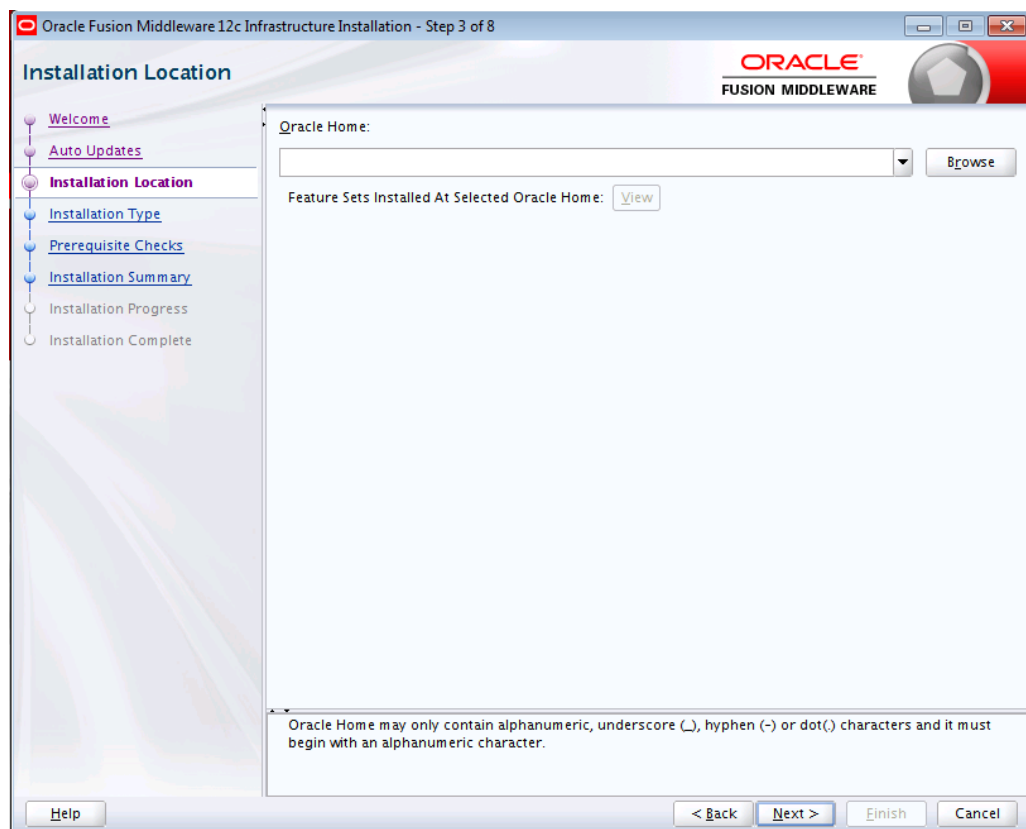 Oracle Fusion Middleware 12c Infrastructure Installation - Step 3 of 8
Installation Location
ORACLE
FUSION MIDDLEWARE
Welcome
Auto Updates
Installation Location
Installation Type
Prerequisite Checks
Installation Summary
Installation Progress
Installation Complete
Oracle Home:
Browse
Feature Sets Installed At Selected Oracle Home: View
Oracle Home may only contain alphanumeric, underscore (_), hyphen (-) or dot(.) characters and it must
begin with an alphanumeric character.
Help
< Back
Next >
Finish
Cancel